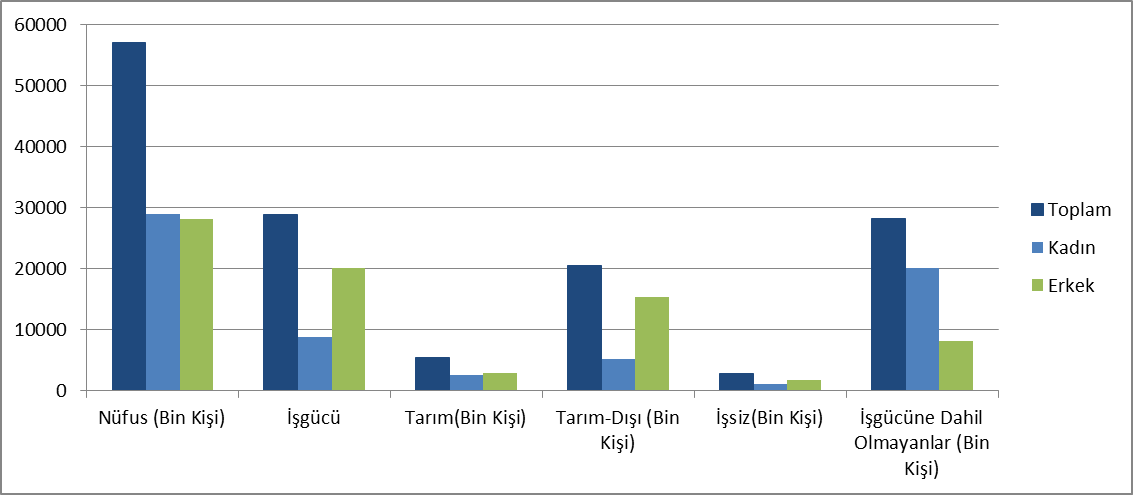 60000
50000
40000
30000
20000
10000
0
Nüfus (Bin Kişi)
İşgücü
Tarım(Bin Kişi)
Tarım-Dışı (Bin
Kişi)
İşsiz(Bin Kişi)
İşgücüne Dahil
Olmayanlar (Bin
Kişi)
Toplam
Kadın
Erkek